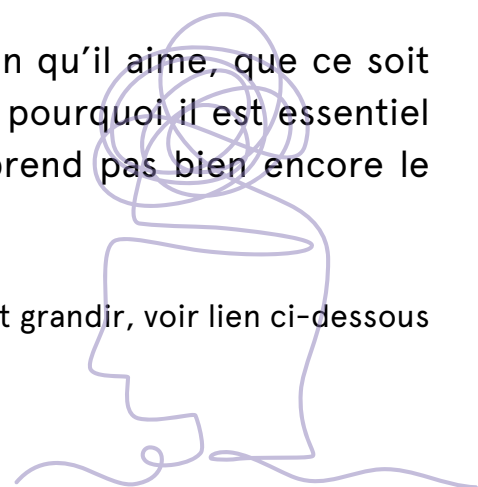 n qu'il aime, que ce soit
pourquoi il est essentiel
rend pas bien encore le
t grandir, voir lien ci-dessous